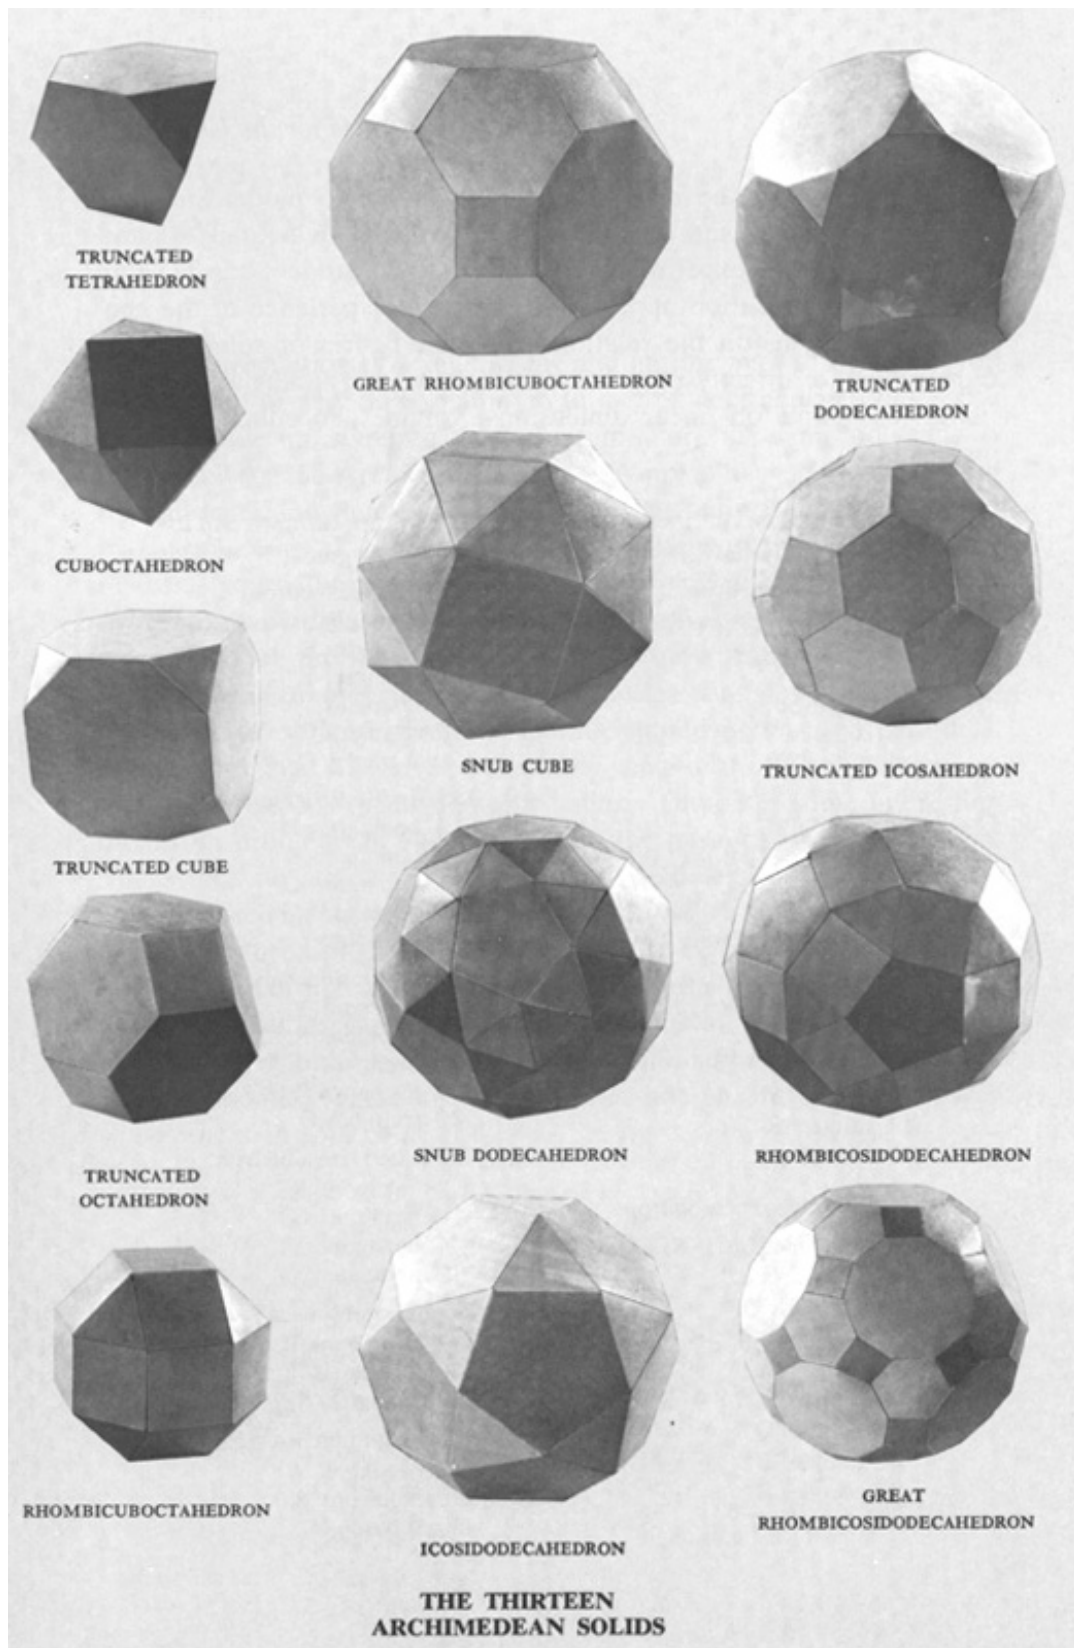 TRUNCATED
TETRAHEDRON
CUBOCTAHEDRON
TRUNCATED CUBE
TRUNCATED
OCTAHEDRON
RHOMBICUBOCTAHEDRON
GREAT RHOMBICUBOCTAHEDRON
SNUB CUBE
SNUB DODECAHEDRON
ICOSIDODECAHEDRON
TRUNCATED
DODECAHEDRON
TRUNCATED ICOSAHEDRON
RHOMBICOSIDODECAHEDRON
GREAT
RHOMBICOSIDODECAHEDRON
THE THIRTEEN
ARCHIMEDEAN SOLIDS